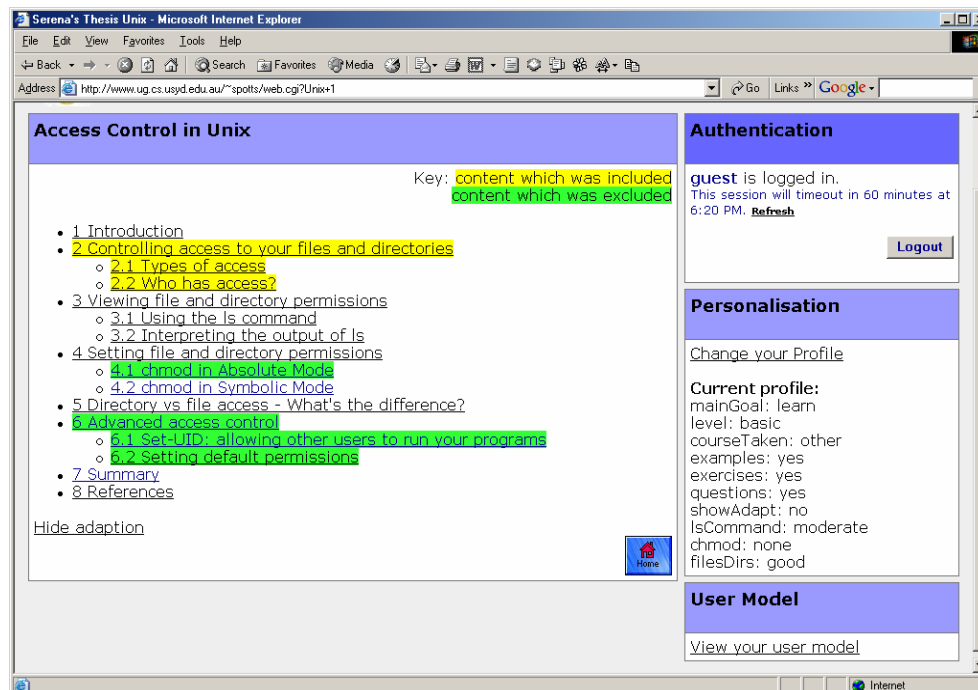 Serena's Thesis Unix - Microsoft Internet Explorer
File Edit View Favorites Tools Help
Back Search Favorites Media
Address http://www.ug.cs.usyd.edu.au/~spotts/web.cgi?Unix+1 Go Links » Google
Access Control in Unix
Key: content which was included
content which was excluded
• 1 Introduction
• 2 Controlling access to your files and directories
o 2.1 Types of access
o 2.2 Who has access?
• 3 Viewing file and directory permissions
o 3.1 Using the ls command
o 3.2 Interpreting the output of ls
• 4 Setting file and directory permissions
o 4.1 chmod in Absolute Mode
o 4.2 chmod in Symbolic Mode
• 5 Directory vs file access - What's the difference?
• 6 Advanced access control
o 6.1 Set-UID: allowing other users to run your programs
o 6.2 Setting default permissions
• 7 Summary
• 8 References
Hide adaption
Home
Authentication
guest is logged in.
This session will timeout in 60 minutes at
6:20 PM. Refresh
Logout
Personalisation
Change your Profile
Current profile:
mainGoal: learn
level: basic
courseTaken: other
examples: yes
exercises: yes
questions: yes
showAdapt: no
lsCommand: moderate
chmod: none
filesDirs: good
User Model
View your user model
Internet